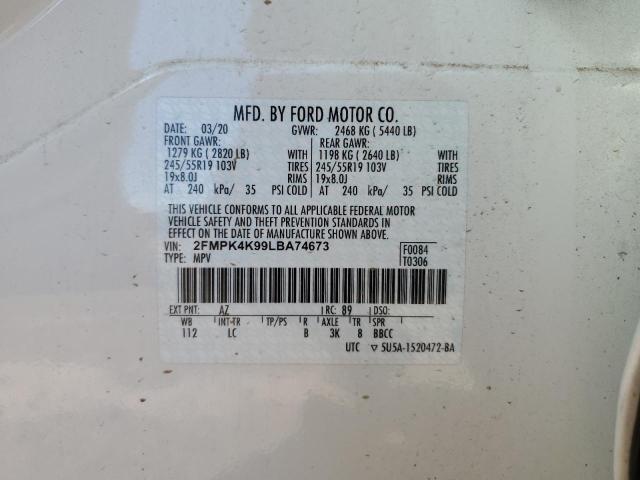 MFD. BY FORD MOTOR CO.
DATE: 03/20 GVWR: 2468 KG ( 5440 LB)
FRONT GAWR: REAR GAWR:
1279 KG ( 2820 LB) WITH 1198 KG ( 2640 LB) WITH
245/55R19 103V TIRES 245/55R19 103V TIRES
19x8.0J RIMS 19x8.0J RIMS
AT 240 kPa/ 35 PSI COLD AT 240 kPa/ 35 PSI COLD
THIS VEHICLE CONFORMS TO ALL APPLICABLE FEDERAL MOTOR
VEHICLE SAFETY AND THEFT PREVENTION STANDARDS IN
EFFECT ON THE DATE OF MANUFACTURE SHOWN ABOVE.
VIN: 2FMPK4K99LBA74673 F0084
TYPE: MPV T0306
EXT PNT: AZ RC: 89 DSO:
WB INT-TR TP/PS R AXLE TR SPR
112 LC B 3K 8 BBCC
UTC ▽ 5U5A-1520472-BA